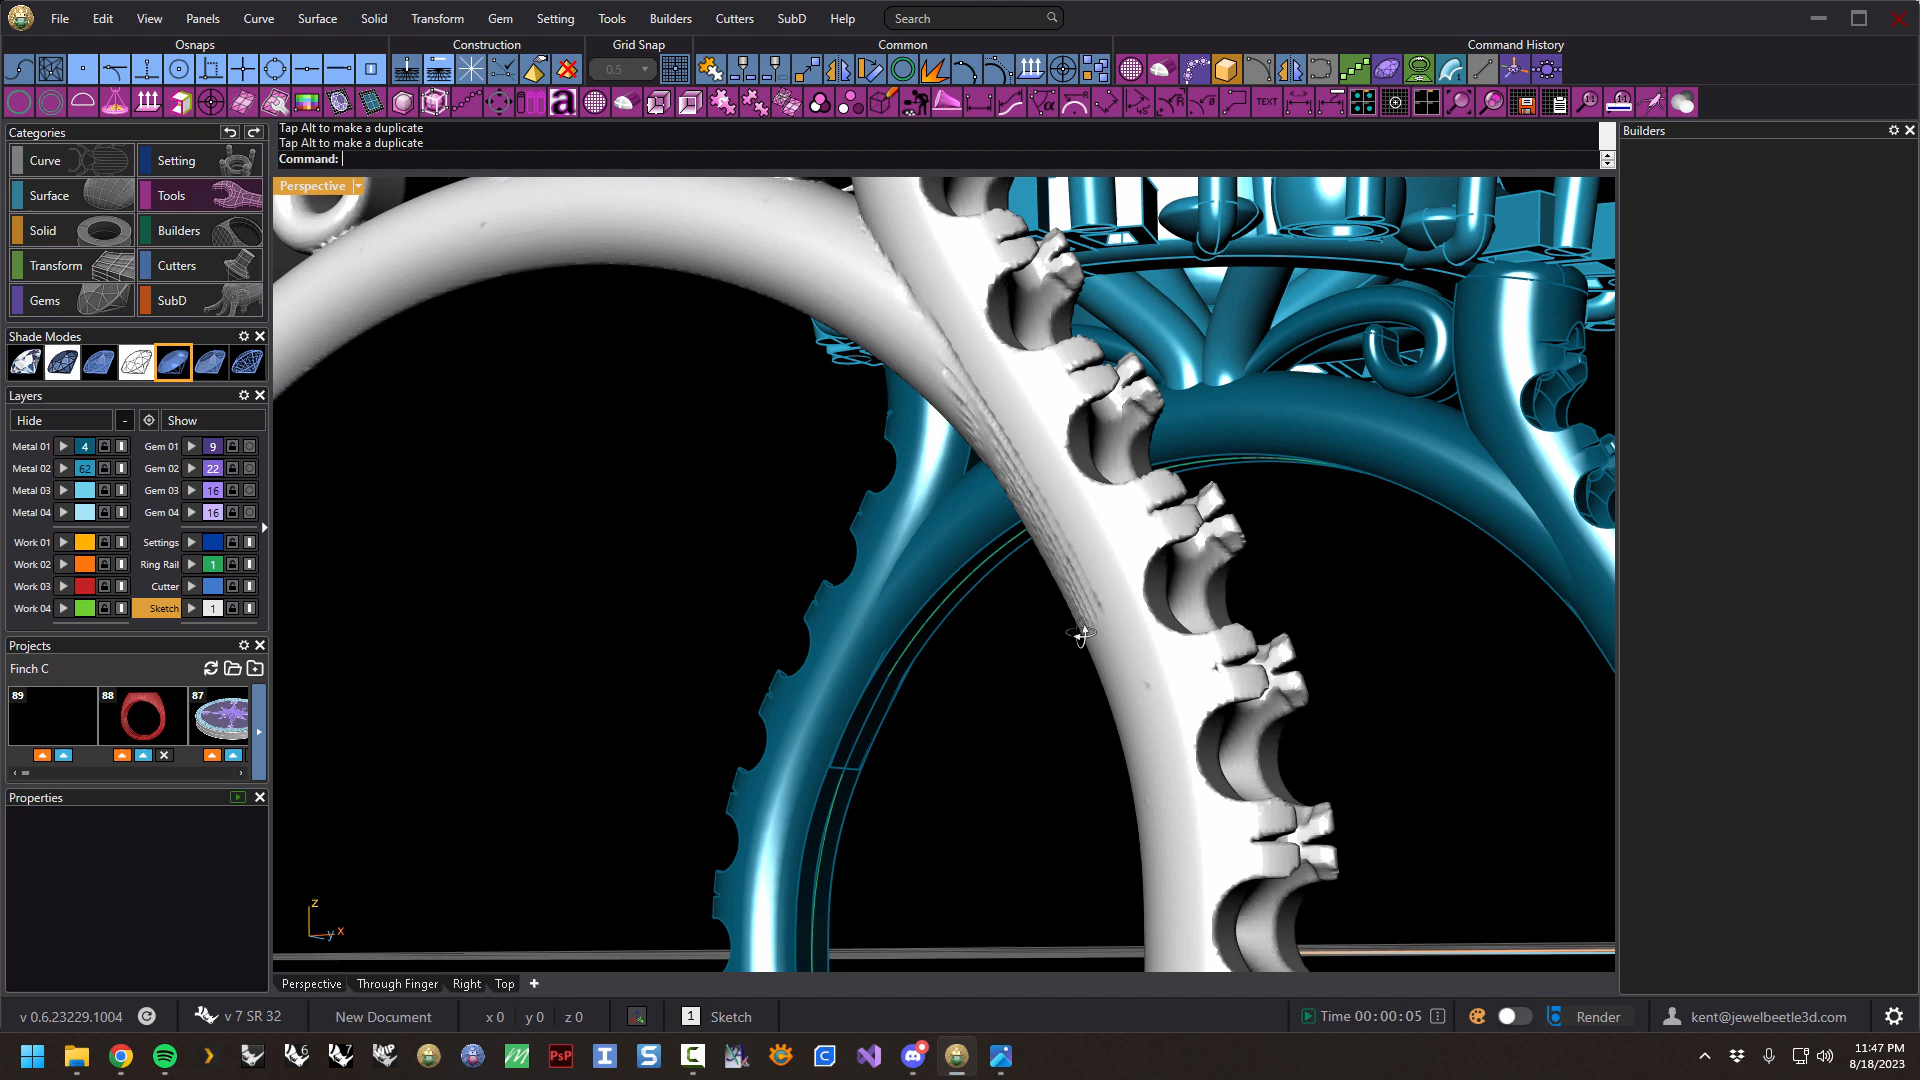 File Edit View Panels Curve Surface Solid Transform Gem Setting Tools Builders Cutters SubD Help Search
Osnaps Construction Grid Snap Common Command History
0.5
a TEXT
Categories
Tap Alt to make a duplicate
Tap Alt to make a duplicate
Command:
Builders
Curve Setting
Surface Tools
Solid Builders
Transform Cutters
Gems SubD
Perspective
Shade Modes
Layers
Hide - Show
Metal 01 4 Gem 01 9
Metal 02 62 Gem 02 22
Metal 03 Gem 03 16
Metal 04 Gem 04 16
Work 01 Settings
Work 02 Ring Rail 1
Work 03 Cutter
Work 04 Sketch 1
Projects
Finch C
89 88 87
Properties
z
y x
Perspective Through Finger Right Top
v 0.6.23229.1004 v 7 SR 32 New Document x 0 y 0 z 0 1 Sketch Time 00:00:05 Render kent@jewelbeetle3d.com
11:47 PM
8/18/2023